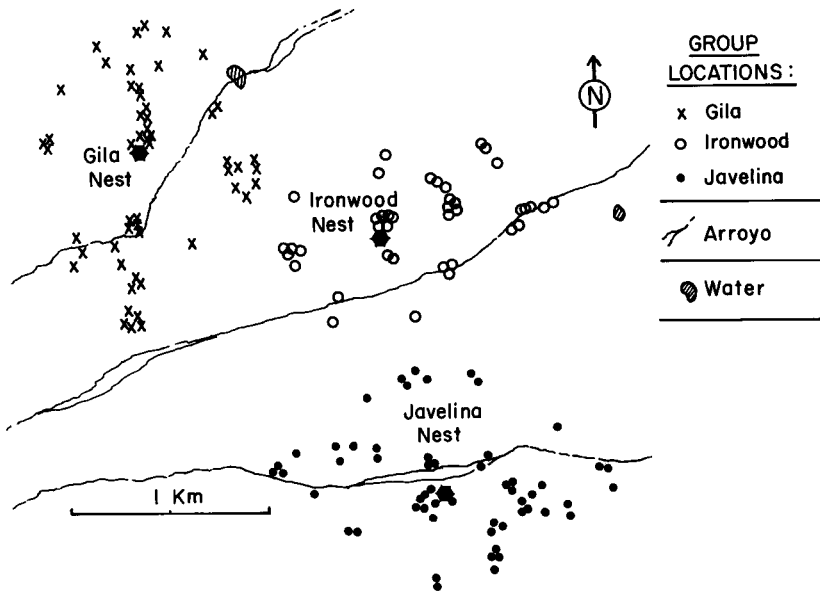 Gila
Nest
Ironwood
Nest
Javelina
Nest
1 Km
N
GROUP
LOCATIONS:
x Gila
o Ironwood
• Javelina
Arroyo
Water